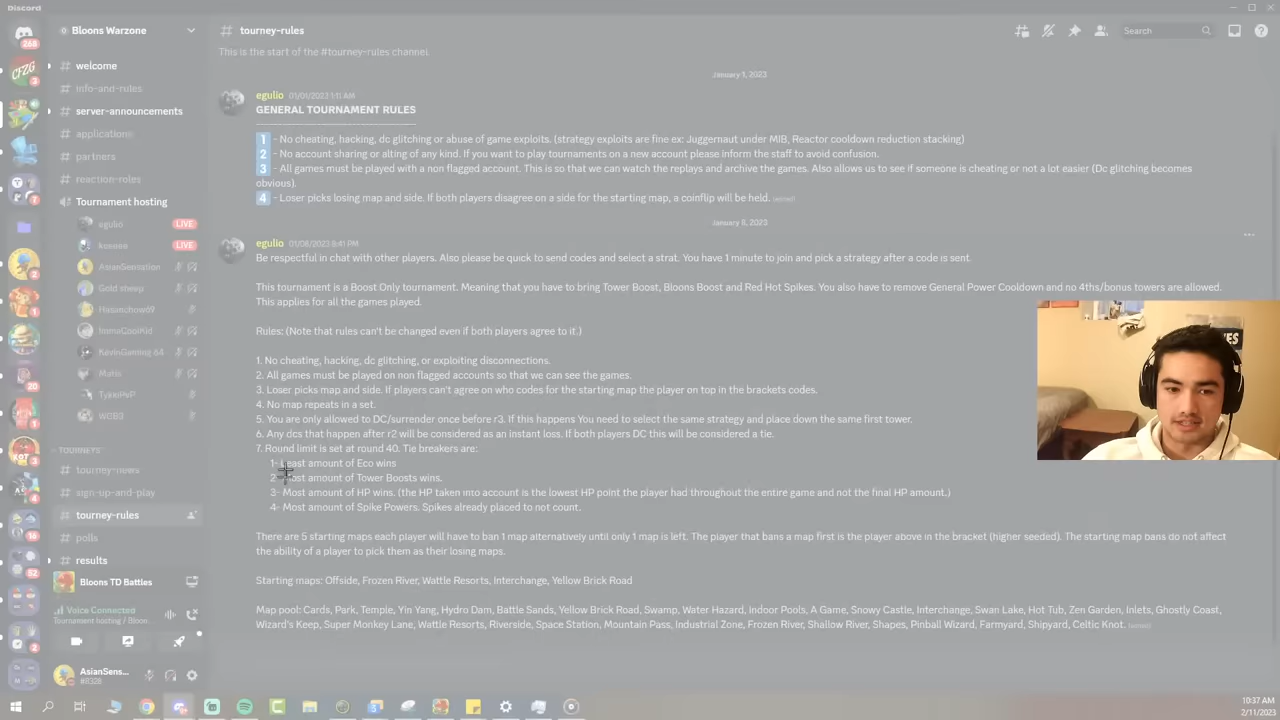 Discord
Bloons Warzone
tourney-rules
Search
268
This is the start of the #tourney-rules channel.
welcome
info-and-rules
server-announcements
applications
partners
reaction-roles
Tournament hosting
egulio LIVE
LIVE
AsianSensation
Gold sheep
KevinGaming 64
TOURNEYS
tourney-news
sign-up-and-play
tourney-rules
polls
results
Bloons TD Battles
Voice Connected
Tournament hosting / Bloon...
AsianSens...
#8328
January 1, 2023
egulio 01/01/2023 1:11 AM
GENERAL TOURNAMENT RULES
1 - No cheating, hacking, dc glitching or abuse of game exploits. (strategy exploits are fine ex: Juggernaut under MIB, Reactor cooldown reduction stacking)
2 - No account sharing or alting of any kind. If you want to play tournaments on a new account please inform the staff to avoid confusion.
3 - All games must be played with a non flagged account. This is so that we can watch the replays and archive the games. Also allows us to see if someone is cheating or not a lot easier (Dc glitching becomes
obvious).
4 - Loser picks losing map and side. If both players disagree on a side for the starting map, a coinflip will be held. (edited)
January 8, 2023
egulio 01/08/2023 9:41 PM
Be respectful in chat with other players. Also please be quick to send codes and select a strat. You have 1 minute to join and pick a strategy after a code is sent.
This tournament is a Boost Only tournament. Meaning that you have to bring Tower Boost, Bloons Boost and Red Hot Spikes. You also have to remove General Power Cooldown and no 4ths/bonus towers are allowed.
This applies for all the games played.
Rules: (Note that rules can't be changed even if both players agree to it.)
1. No cheating, hacking, dc glitching, or exploiting disconnections.
2. All games must be played on non flagged accounts so that we can see the games.
3. Loser picks map and side. If players can't agree on who codes for the starting map the player on top in the brackets codes.
4. No map repeats in a set.
5. You are only allowed to DC/surrender once before r3. If this happens You need to select the same strategy and place down the same first tower.
6. Any dcs that happen after r2 will be considered as an instant loss. If both players DC this will be considered a tie.
7. Round limit is set at round 40. Tie breakers are:
1- Least amount of Eco wins
amount of Tower Boosts wins.
3- Most amount of HP wins. (the HP taken into account is the lowest HP point the player had throughout the entire game and not the final HP amount.)
4- Most amount of Spike Powers. Spikes already placed to not count.
There are 5 starting maps each player will have to ban 1 map alternatively until only 1 map is left. The player that bans a map first is the player above in the bracket (higher seeded). The starting map bans do not affect
the ability of a player to pick them as their losing maps.
Starting maps: Offside, Frozen River, Wattle Resorts, Interchange, Yellow Brick Road
Map pool: Cards, Park, Temple, Yin Yang, Hydro Dam, Battle Sands, Yellow Brick Road, Swamp, Water Hazard, Indoor Pools, A Game, Snowy Castle, Interchange, Swan Lake, Hot Tub, Zen Garden, Inlets, Ghostly Coast,
Wizard's Keep, Super Monkey Lane, Wattle Resorts, Riverside, Space Station, Mountain Pass, Industrial Zone, Frozen River, Shallow River, Shapes, Pinball Wizard, Farmyard, Shipyard, Celtic Knot. (edited)
10:37 AM
2/11/2023